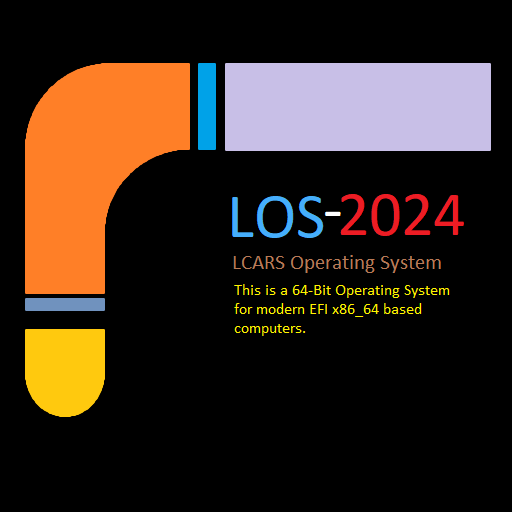 LOS-2024
LCARS Operating System
This is a 64-Bit Operating System
for modern EFI x86_64 based
computers.